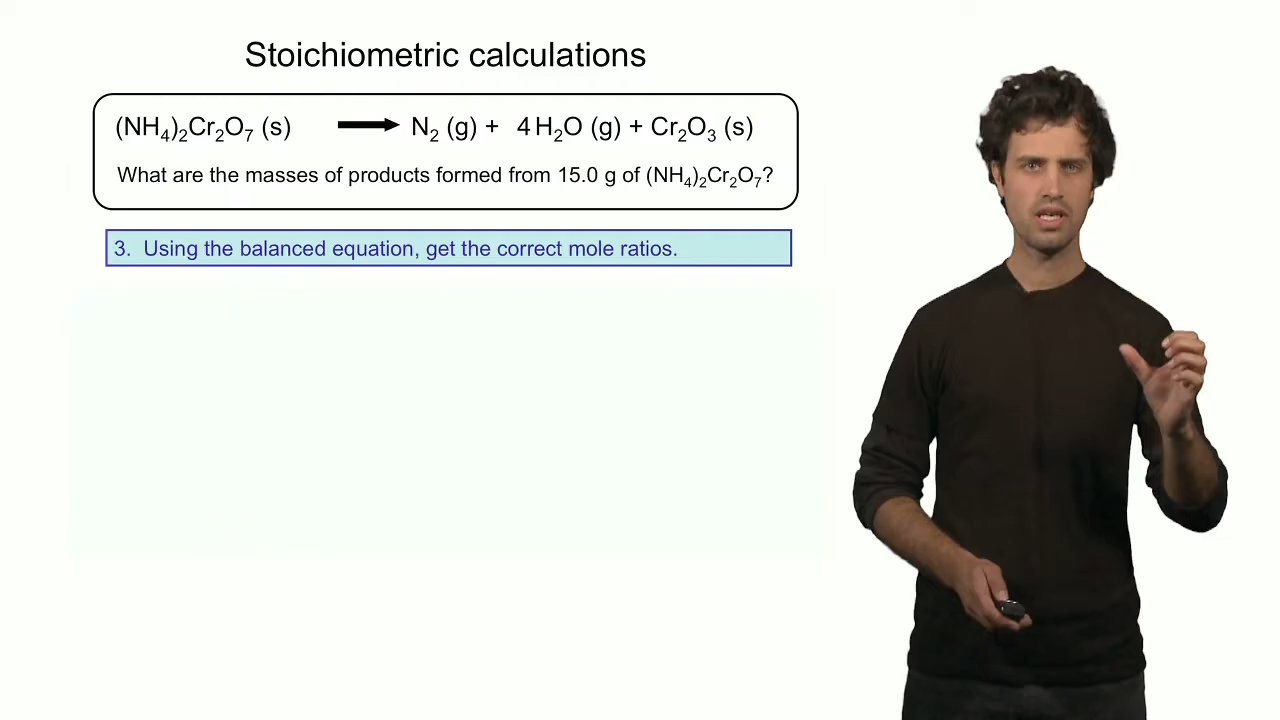 Stoichiometric calculations
(NH₄)₂Cr₂O₇ (s) → N₂ (g) + 4 H₂O (g) + Cr₂O₃ (s)
What are the masses of products formed from 15.0 g of (NH₄)₂Cr₂O₇?
3. Using the balanced equation, get the correct mole ratios.